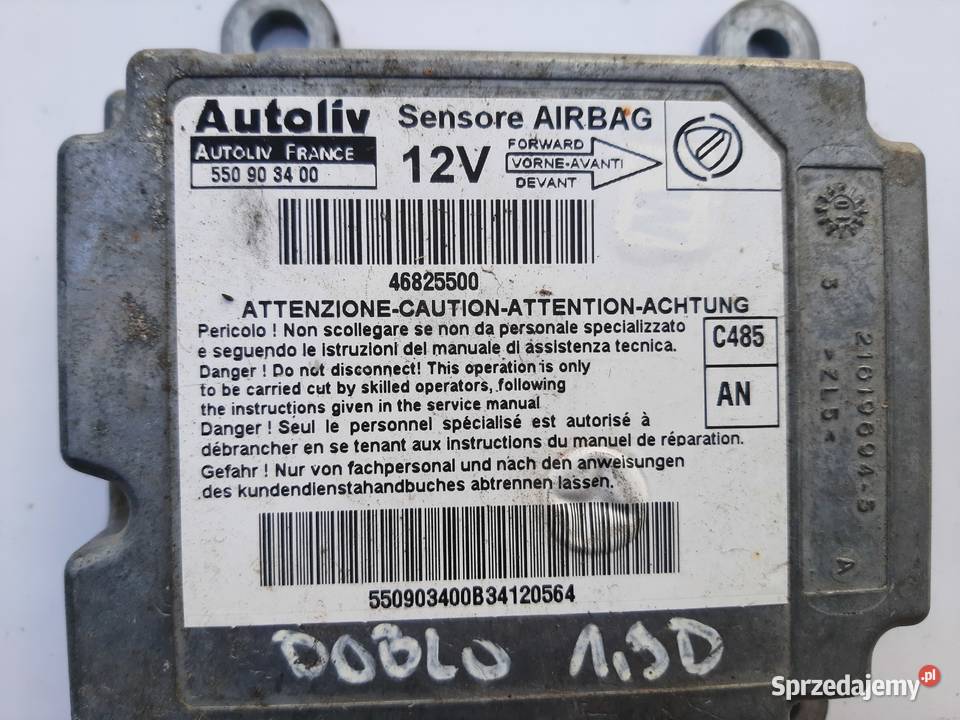 Autoliv
Sensore AIRBAG
AUTOLIV FRANCE
550 90 34 00
12V
FORWARD
VORNE-AVANTI
DEVANT
46825500
ATTENZIONE-CAUTION-ATTENTION-ACHTUNG
Pericolo ! Non scollegare se non da personale specializzato
e seguendo le istruzioni del manuale di assistenza tecnica.
Danger ! Do not disconnect! This operation is only
to be carried cut by skilled operators, following
the instructions given in the service manual
Danger ! Seul le personnel spécialisé est autorisé à
débrancher en se tenant aux instructions du manuel de réparation.
Gefahr ! Nur von fachpersonal und nach den anweisungen
des kundendienstahandbuches abtrennen lassen.
C485
AN
550903400B34120564
DOBLO 1,9D
10
3
>ZL5<
21616694-5
A
Sprzedajemy.pl